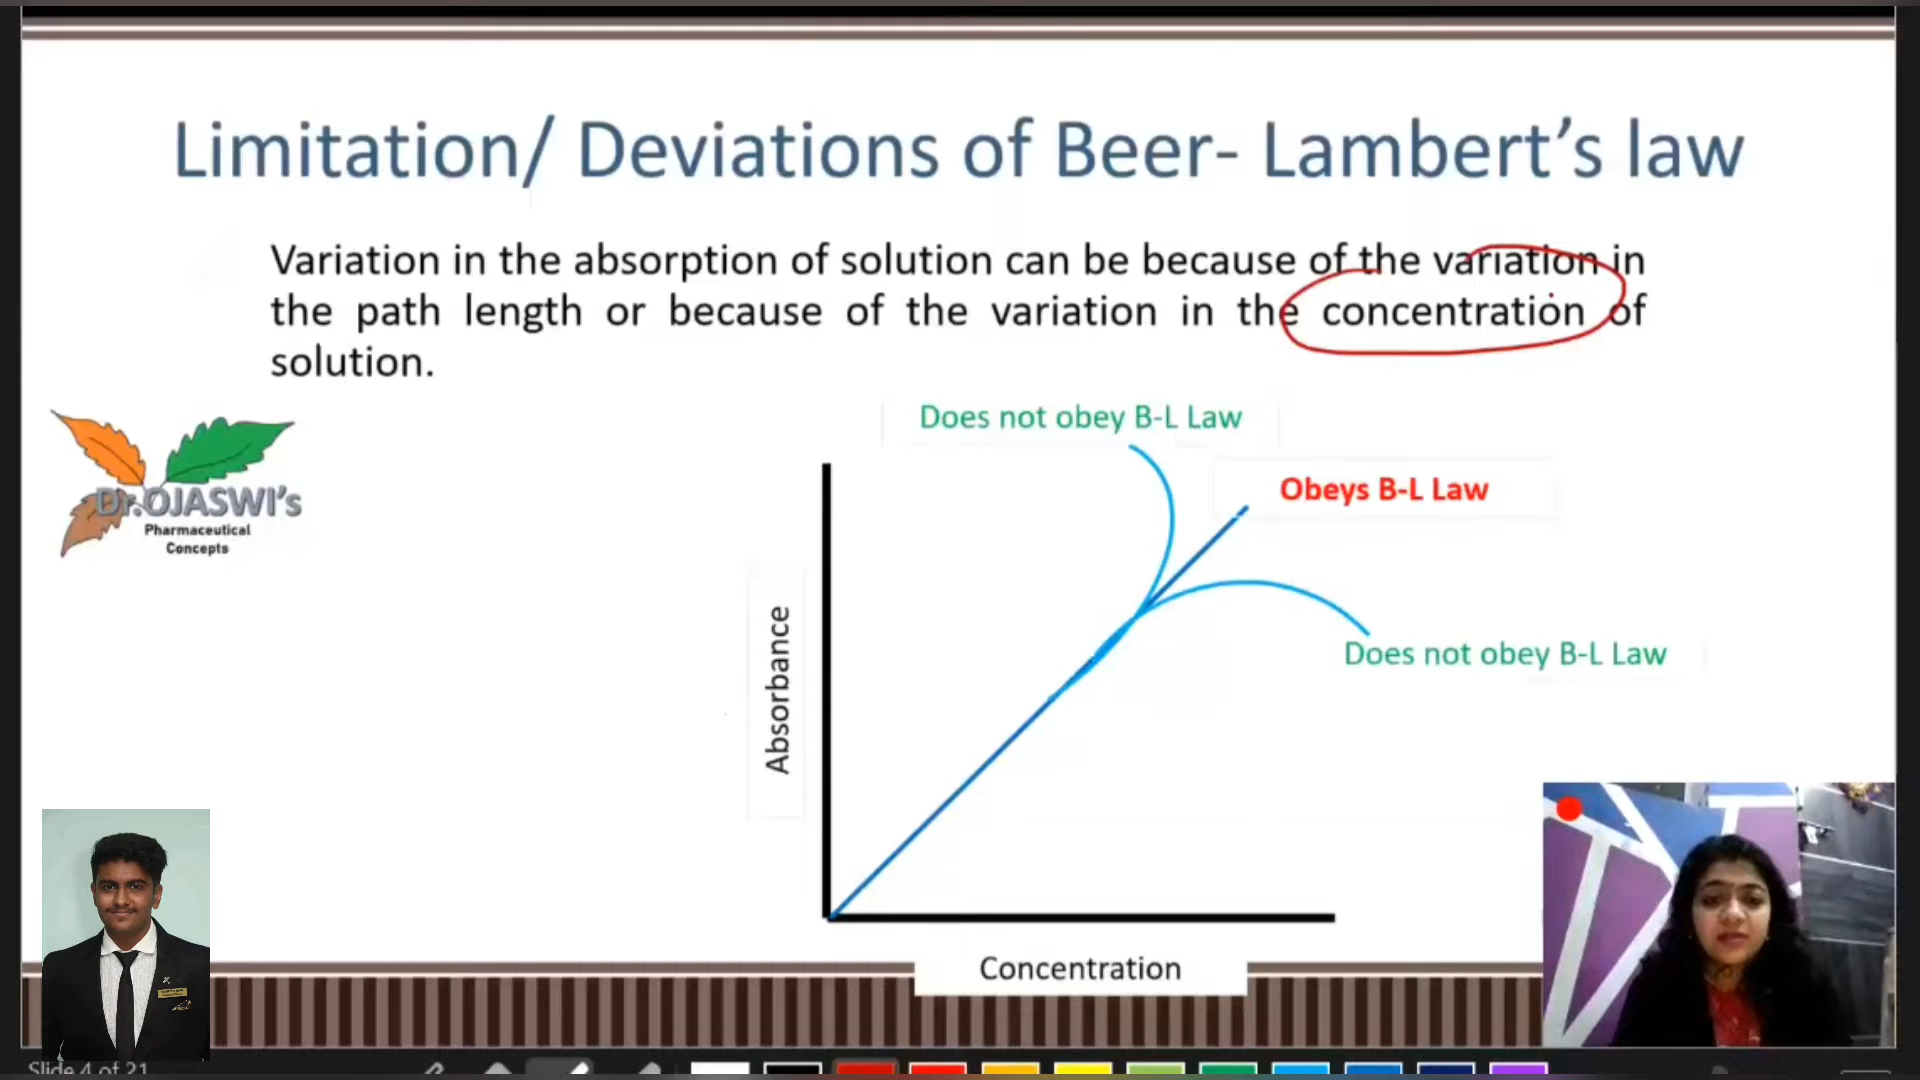 Limitation/ Deviations of Beer- Lambert's law
Variation in the absorption of solution can be because of the variation in
the path length or because of the variation in the concentration of
solution.
Dr.OJASWI's
Pharmaceutical
Concepts
Does not obey B-L Law
Obeys B-L Law
Does not obey B-L Law
Absorbance
Concentration
Slide 4 of 21